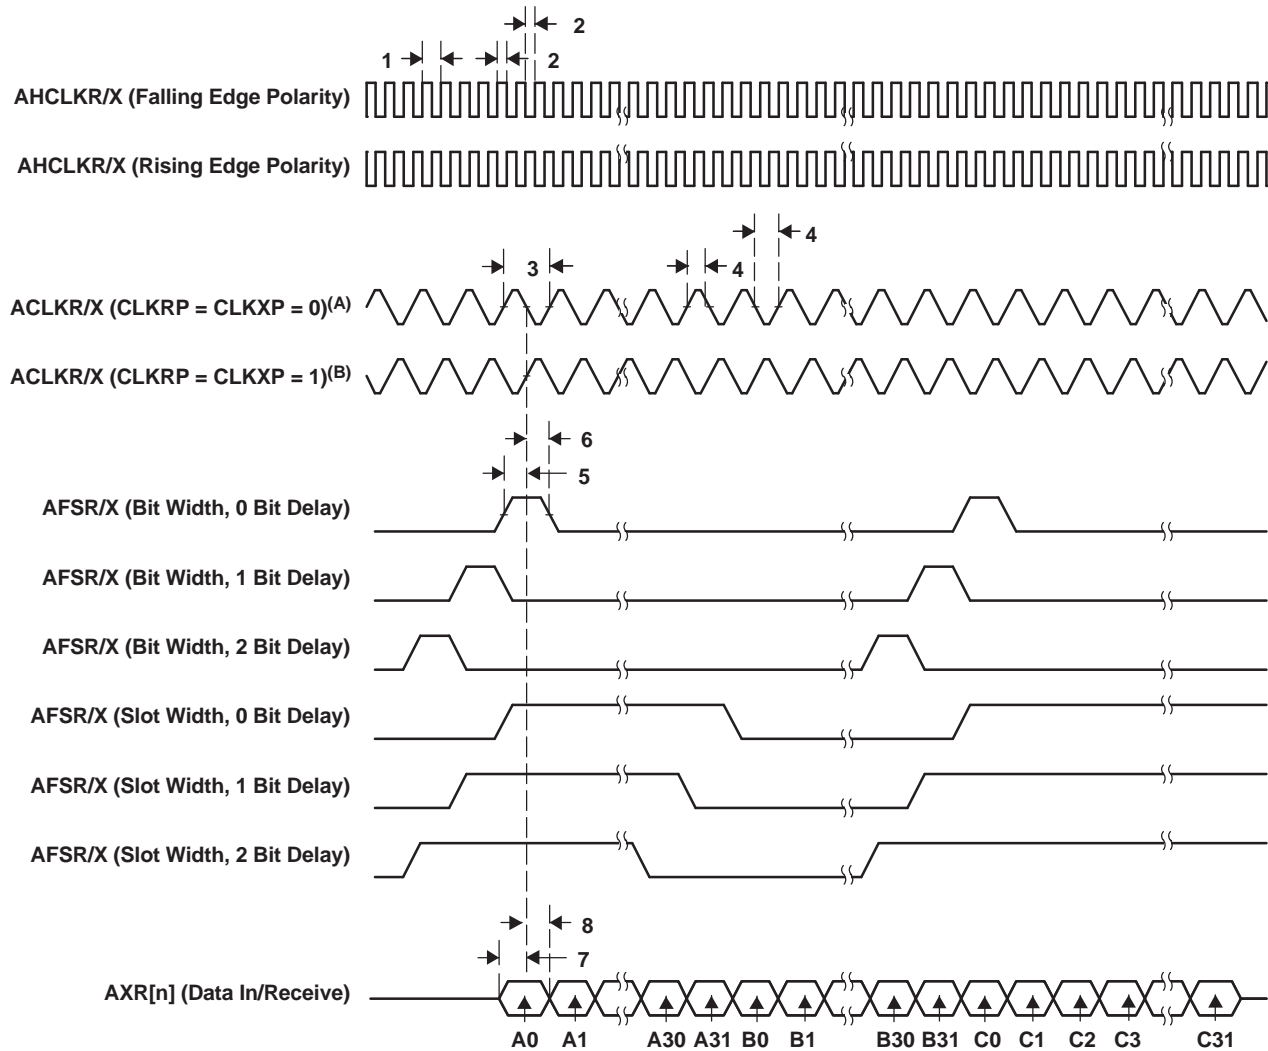 2
1
2
AHCLKR/X (Falling Edge Polarity)
AHCLKR/X (Rising Edge Polarity)
4
3
4
ACLKR/X (CLKRP = CLKXP = 0)(A)
ACLKR/X (CLKRP = CLKXP = 1)(B)
6
5
AFSR/X (Bit Width, 0 Bit Delay)
AFSR/X (Bit Width, 1 Bit Delay)
AFSR/X (Bit Width, 2 Bit Delay)
AFSR/X (Slot Width, 0 Bit Delay)
AFSR/X (Slot Width, 1 Bit Delay)
AFSR/X (Slot Width, 2 Bit Delay)
8
7
AXR[n] (Data In/Receive)
A0 A1 A30 A31 B0 B1 B30 B31 C0 C1 C2 C3 C31